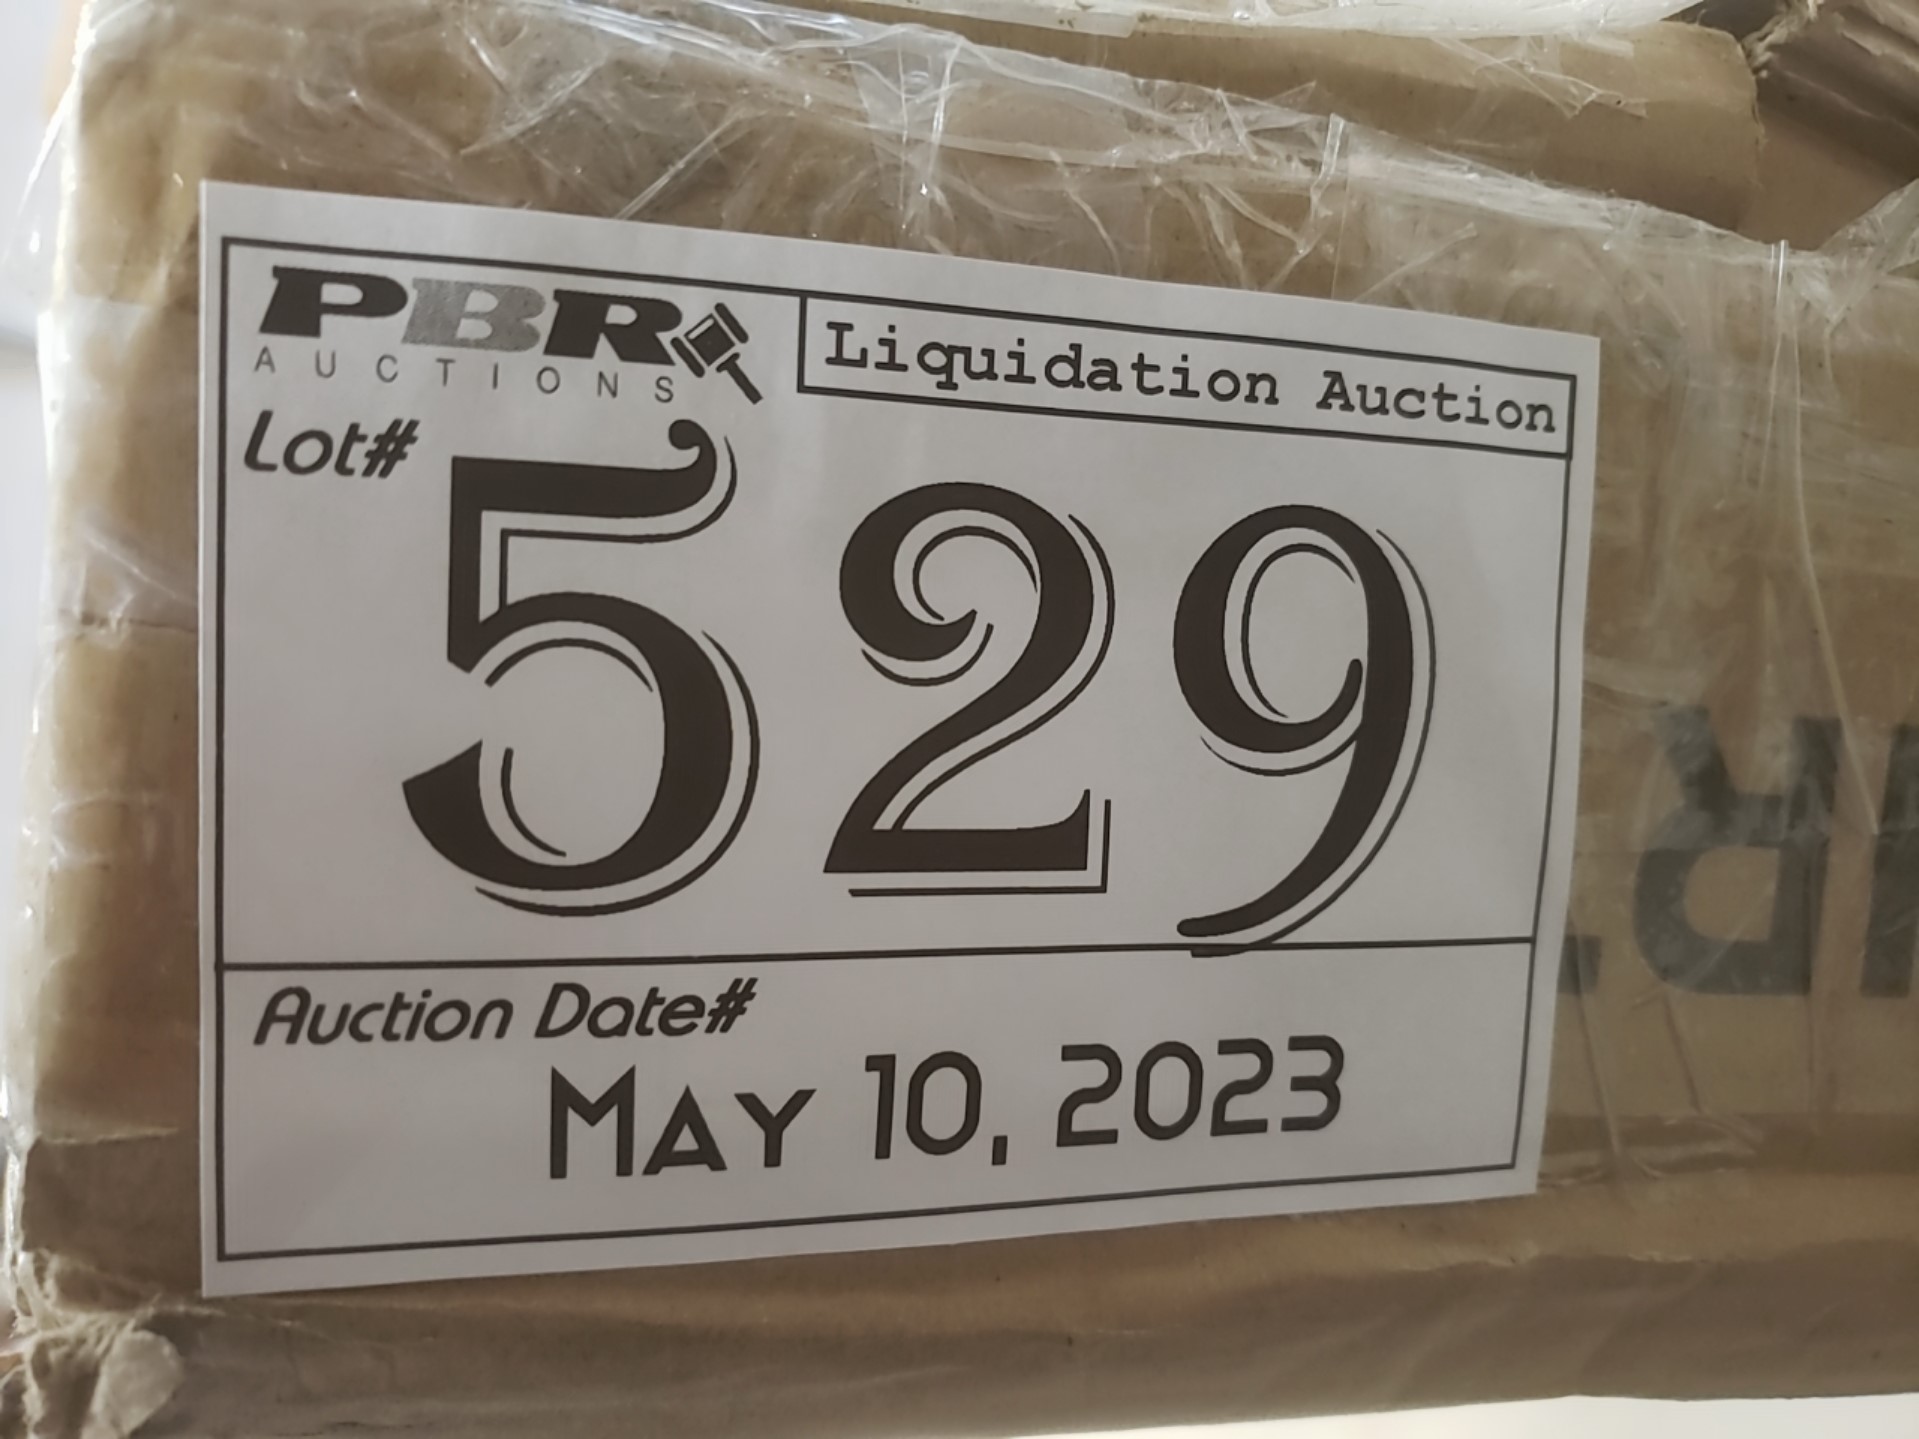 PBR
AUCTIONS
Liquidation Auction
Lot#
529
Auction Date#
MAY 10, 2023